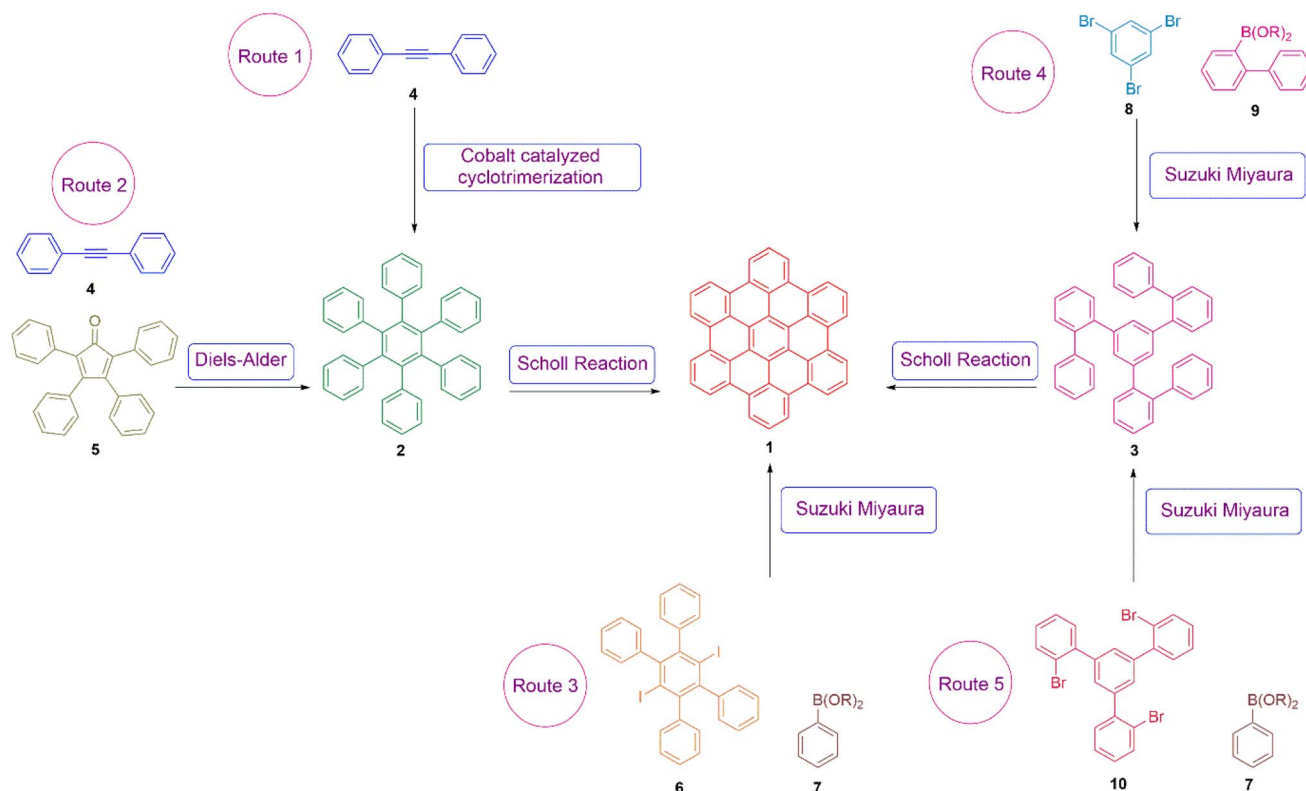 Route 1
4
Cobalt catalyzed
cyclotrimerization
Route 2
4
O
5
Diels-Alder
2
Scholl Reaction
1
Route 4
Br
Br
Br
8
B(OR)2
9
Suzuki Miyaura
Scholl Reaction
3
Suzuki Miyaura
Route 3
I
I
6
B(OR)2
7
Suzuki Miyaura
Route 5
Br
Br
Br
10
B(OR)2
7